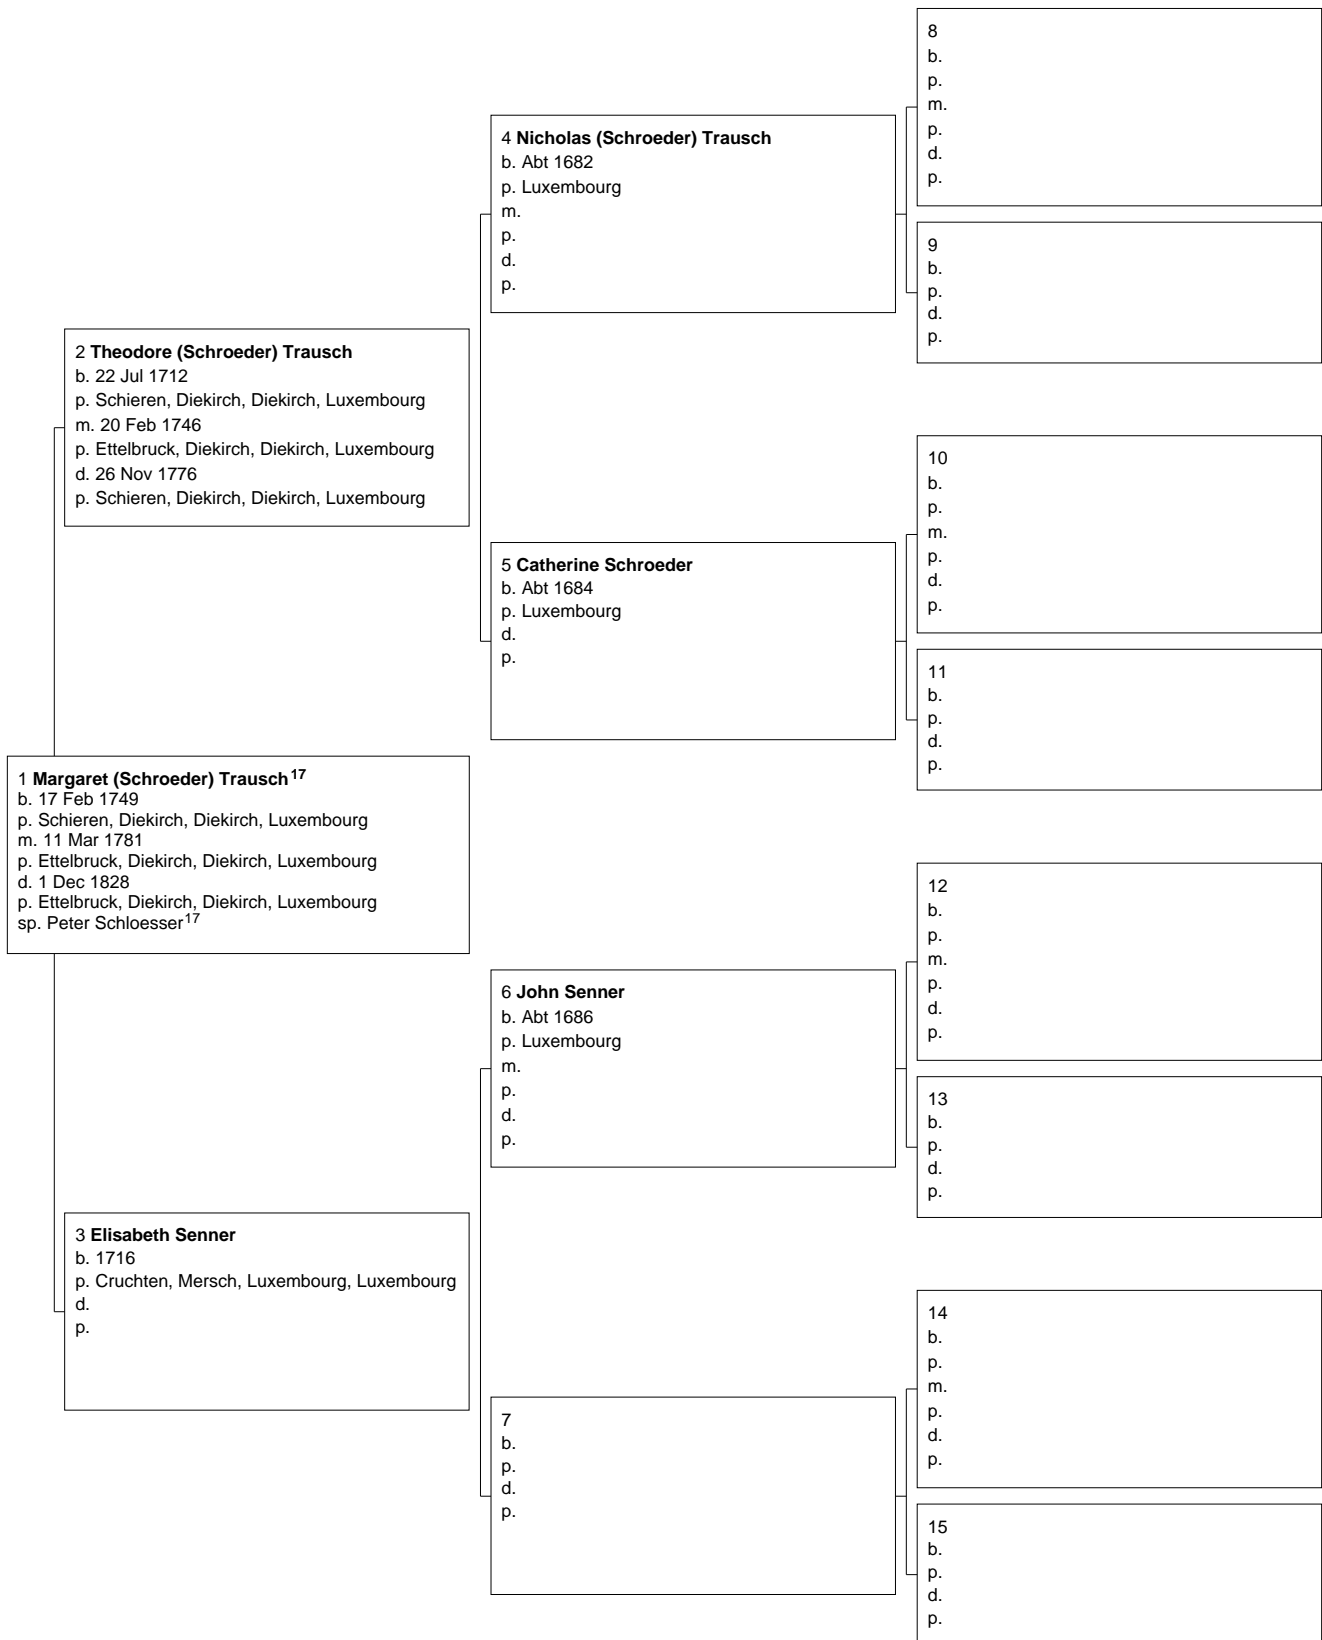 8
b.
p.
m.
p.
d.
p.
4 Nicholas (Schroeder) Trausch
b. Abt 1682
p. Luxembourg
m.
p.
d.
p.
9
b.
p.
d.
p.
2 Theodore (Schroeder) Trausch
b. 22 Jul 1712
p. Schieren, Diekirch, Diekirch, Luxembourg
m. 20 Feb 1746
p. Ettelbruck, Diekirch, Diekirch, Luxembourg
d. 26 Nov 1776
p. Schieren, Diekirch, Diekirch, Luxembourg
10
b.
p.
m.
p.
d.
p.
5 Catherine Schroeder
b. Abt 1684
p. Luxembourg
d.
p.
11
b.
p.
d.
p.
1 Margaret (Schroeder) Trausch17
b. 17 Feb 1749
p. Schieren, Diekirch, Diekirch, Luxembourg
m. 11 Mar 1781
p. Ettelbruck, Diekirch, Diekirch, Luxembourg
d. 1 Dec 1828
p. Ettelbruck, Diekirch, Diekirch, Luxembourg
sp. Peter Schloesser17
12
b.
p.
m.
p.
d.
p.
6 John Senner
b. Abt 1686
p. Luxembourg
m.
p.
d.
p.
13
b.
p.
d.
p.
3 Elisabeth Senner
b. 1716
p. Cruchten, Mersch, Luxembourg, Luxembourg
d.
p.
14
b.
p.
m.
p.
d.
p.
7
b.
p.
d.
p.
15
b.
p.
d.
p.